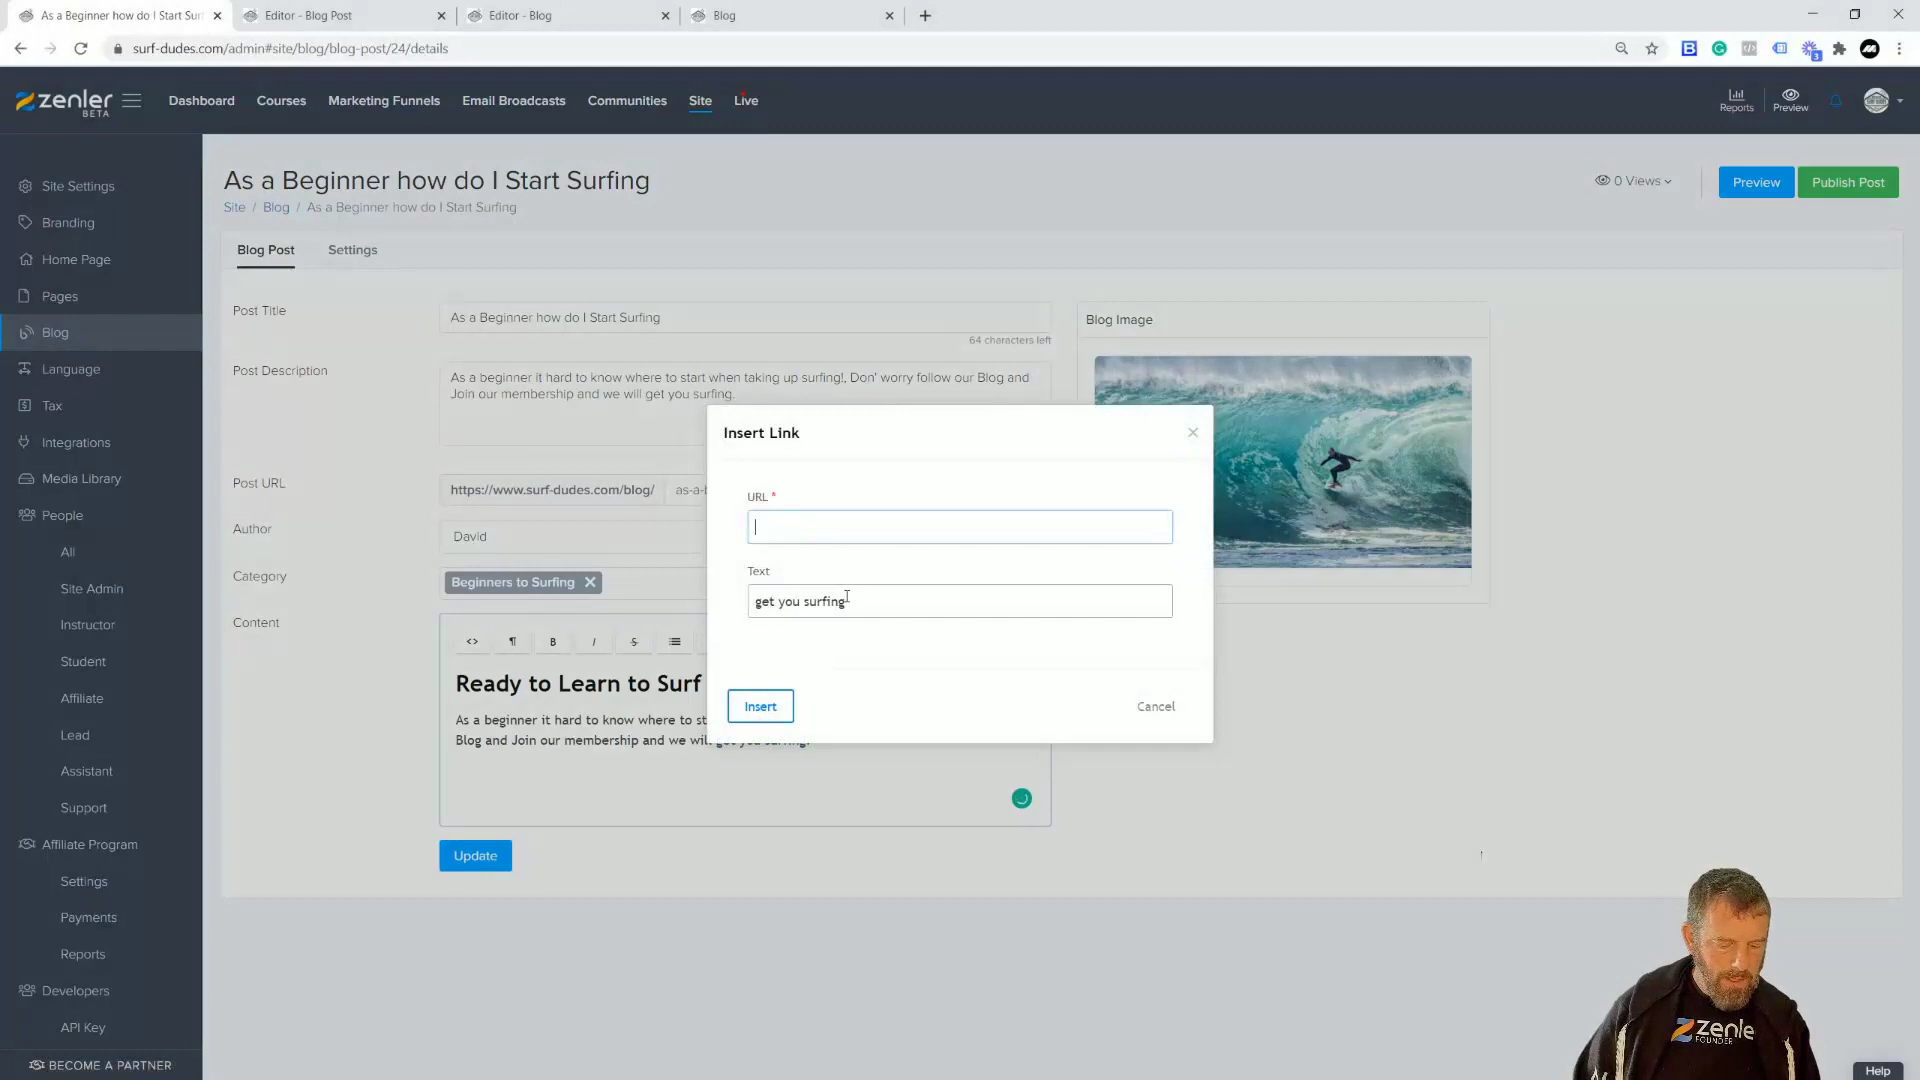 As a Beginner how do I Start Surf
Editor - Blog Post
Editor - Blog
Blog
surf-dudes.com/admin#site/blog/blog-post/24/details
zenler
BETA
Dashboard
Courses
Marketing Funnels
Email Broadcasts
Communities
Site
Live
Reports
Preview
Site Settings
Branding
Home Page
Pages
Blog
Language
Tax
Integrations
Media Library
People
All
Site Admin
Instructor
Student
Affiliate
Lead
Assistant
Support
Affiliate Program
Settings
Payments
Reports
Developers
API Key
BECOME A PARTNER
As a Beginner how do I Start Surfing
Site / Blog / As a Beginner how do I Start Surfing
0 Views
Preview
Publish Post
Blog Post
Settings
Post Title
As a Beginner how do I Start Surfing
64 characters left
Post Description
As a beginner it hard to know where to start when taking up surfing!, Don' worry follow our Blog and
Join our membership and we will get you surfing.
Post URL
https://www.surf-dudes.com/blog/
as-a-b
Author
David
Category
Beginners to Surfing
Content
Ready to Learn to Surf
As a beginner it hard to know where to st
Blog and Join our membership and we will get you surfing!
Update
Blog Image
Insert Link
URL *
Text
get you surfing
Insert
Cancel
zenle
FOUNDER
Help